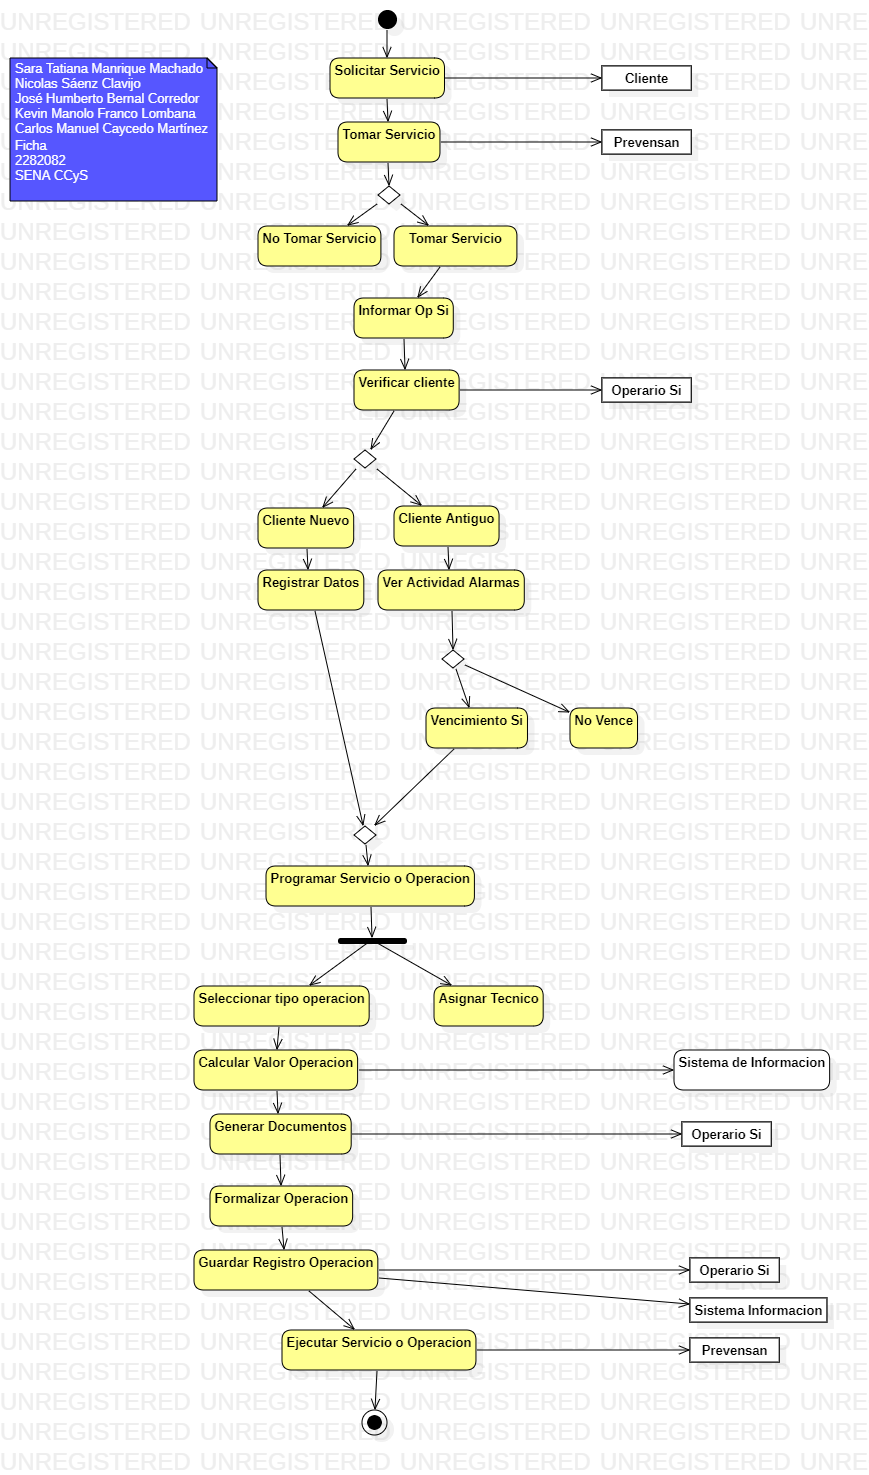 Sara Tatiana Manrique Machado
Nicolas Sáenz Clavijo
José Humberto Bernal Corredor
Kevin Manolo Franco Lombana
Carlos Manuel Caycedo Martínez
Ficha
2282082
SENA CCyS
Solicitar Servicio
Cliente
Tomar Servicio
Prevensan
No Tomar Servicio
Tomar Servicio
Informar Op Si
Verificar cliente
Operario Si
Cliente Nuevo
Cliente Antiguo
Registrar Datos
Ver Actividad Alarmas
Vencimiento Si
No Vence
Programar Servicio o Operacion
Seleccionar tipo operacion
Asignar Tecnico
Calcular Valor Operacion
Sistema de Informacion
Generar Documentos
Operario Si
Formalizar Operacion
Guardar Registro Operacion
Operario Si
Sistema Informacion
Ejecutar Servicio o Operacion
Prevensan
UNREGISTERED